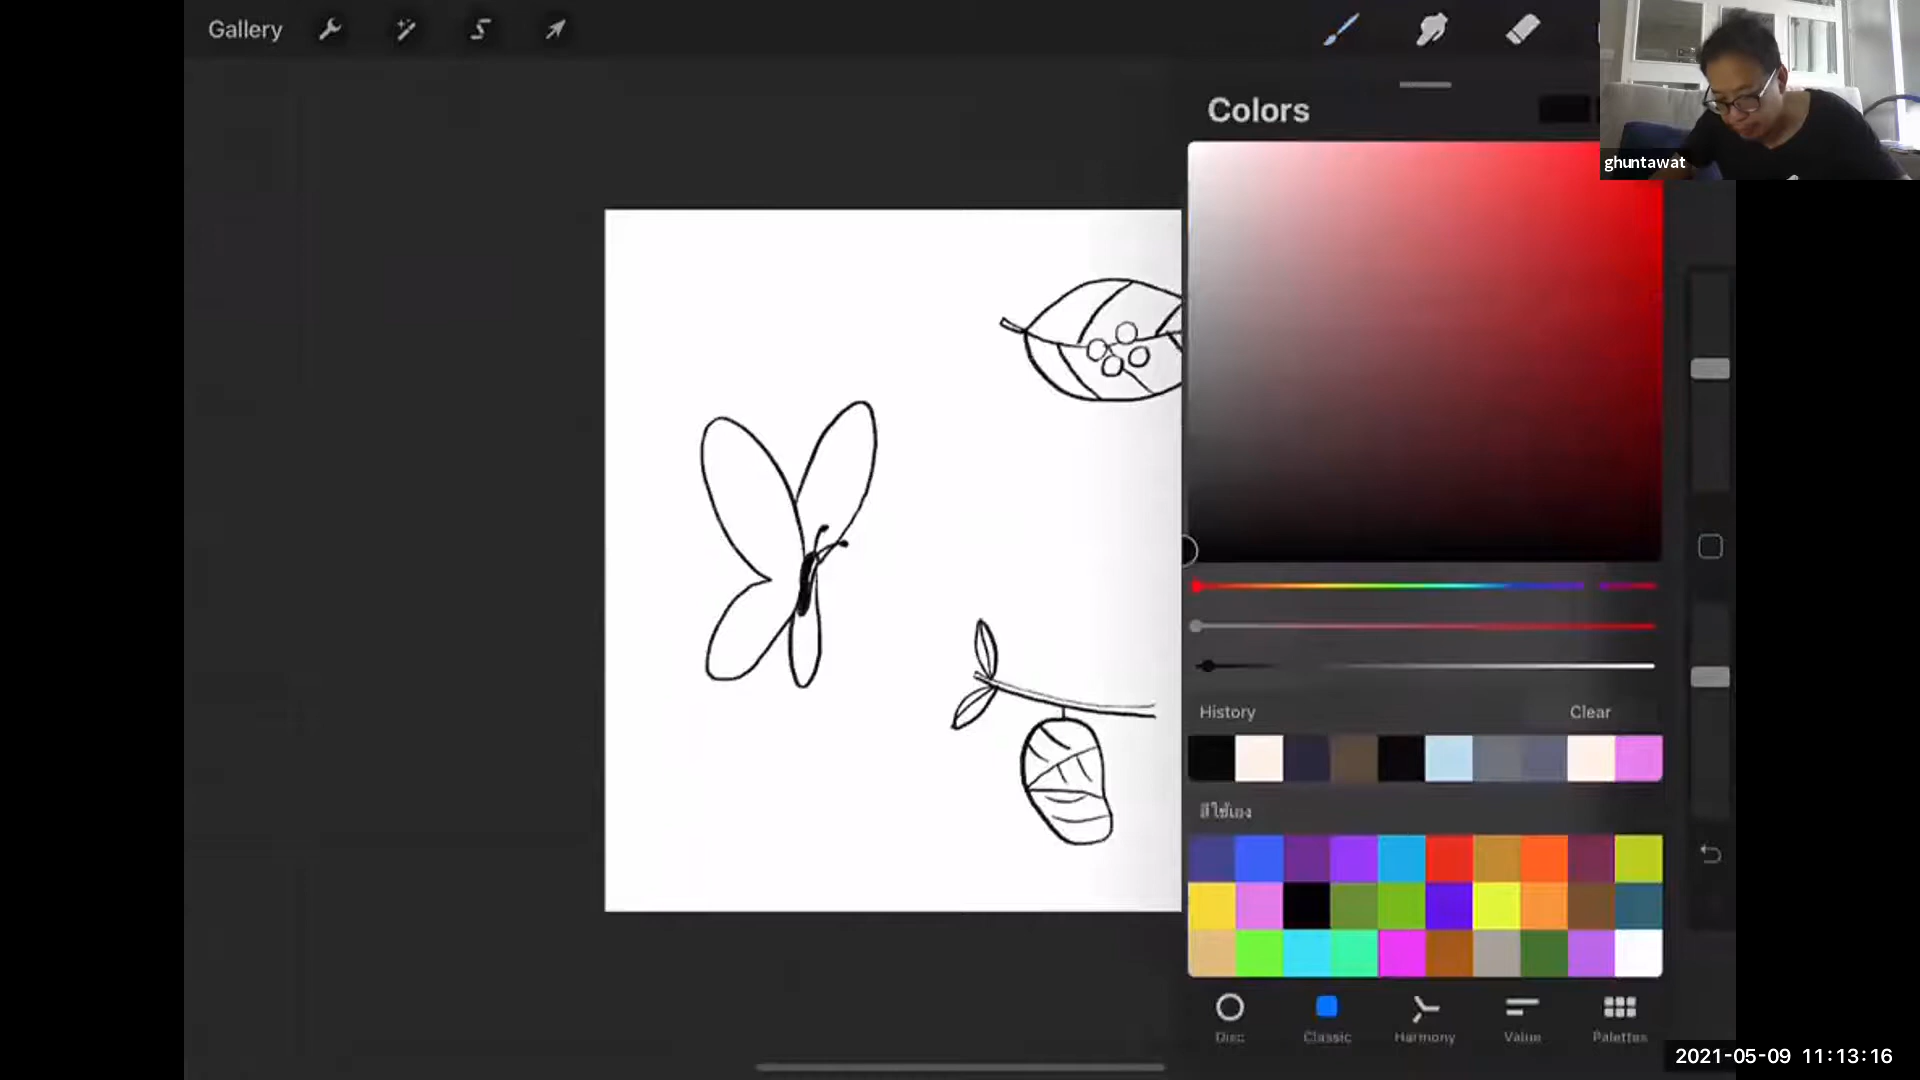 Gallery
Colors
ghuntawat
History
Clear
สีใช้เอง
Disc
Classic
Harmony
Value
Palettes
2021-05-09 11:13:16